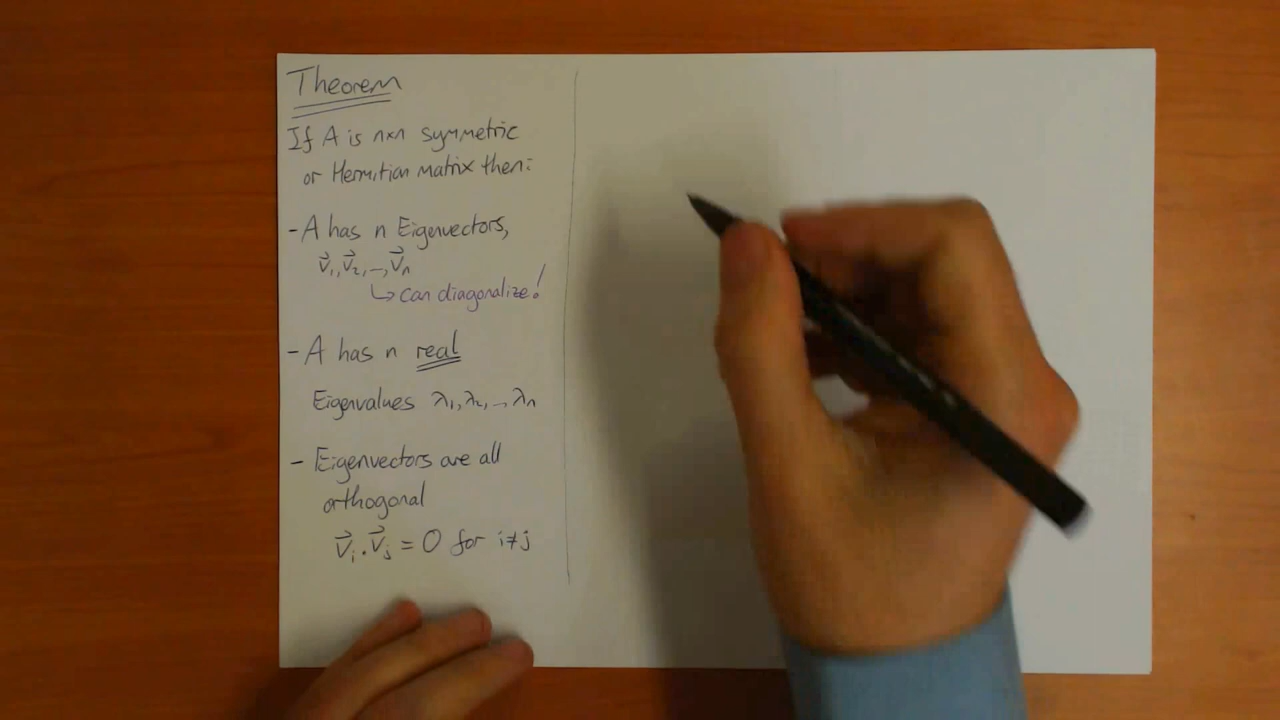 Theorem
If A is n×n symmetric
or Hermitian matrix then:
- A has n Eigenvectors,
v⃗₁, v⃗₂, ..., v⃗ₙ
↳ can diagonalize!
- A has n real
Eigenvalues λ₁, λ₂, ... λₙ
- Eigenvectors are all
orthogonal
v⃗ᵢ · v⃗ⱼ = 0 for i≠j